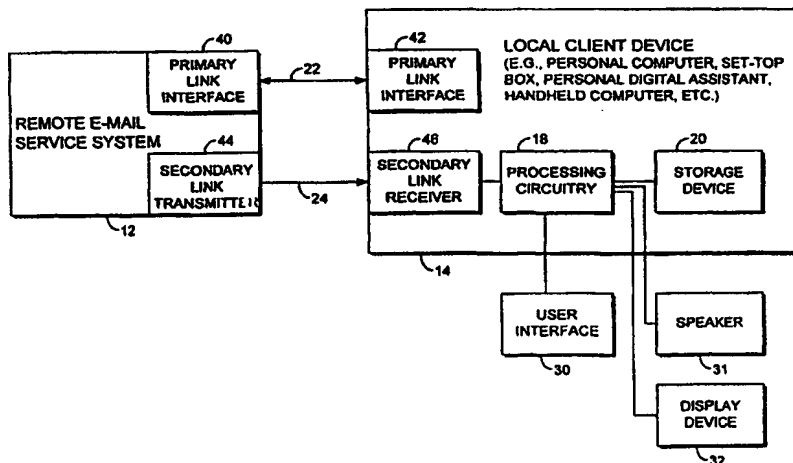 40
PRIMARY
LINK
INTERFACE
22
42
PRIMARY
LINK
INTERFACE
LOCAL CLIENT DEVICE
(E.G., PERSONAL COMPUTER, SET-TOP
BOX, PERSONAL DIGITAL ASSISTANT,
HANDHELD COMPUTER, ETC.)
REMOTE E-MAIL
SERVICE SYSTEM
44
SECONDARY
LINK
TRANSMITTER
12
24
46
SECONDARY
LINK
RECEIVER
18
PROCESSING
CIRCUITRY
20
STORAGE
DEVICE
14
USER
INTERFACE
30
SPEAKER
31
DISPLAY
DEVICE
32